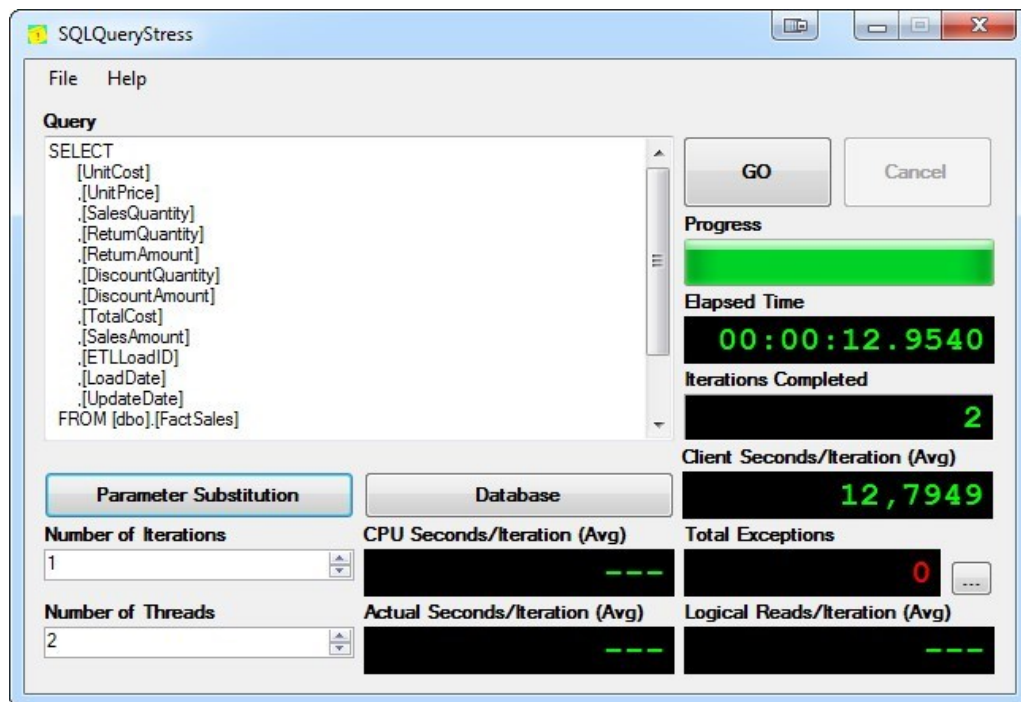 SQLQueryStress
File Help
Query
SELECT
[UnitCost]
,[UnitPrice]
,[SalesQuantity]
,[ReturnQuantity]
,[ReturnAmount]
,[DiscountQuantity]
,[DiscountAmount]
,[TotalCost]
,[SalesAmount]
,[ETLLoadID]
,[LoadDate]
,[UpdateDate]
FROM [dbo].[FactSales]
GO Cancel
Progress
Elapsed Time
00:00:12.9540
Iterations Completed
2
Client Seconds/Iteration (Avg)
12,7949
Parameter Substitution Database
Number of Iterations CPU Seconds/Iteration (Avg) Total Exceptions
1 --- 0 ...
Number of Threads Actual Seconds/Iteration (Avg) Logical Reads/Iteration (Avg)
2 --- ---